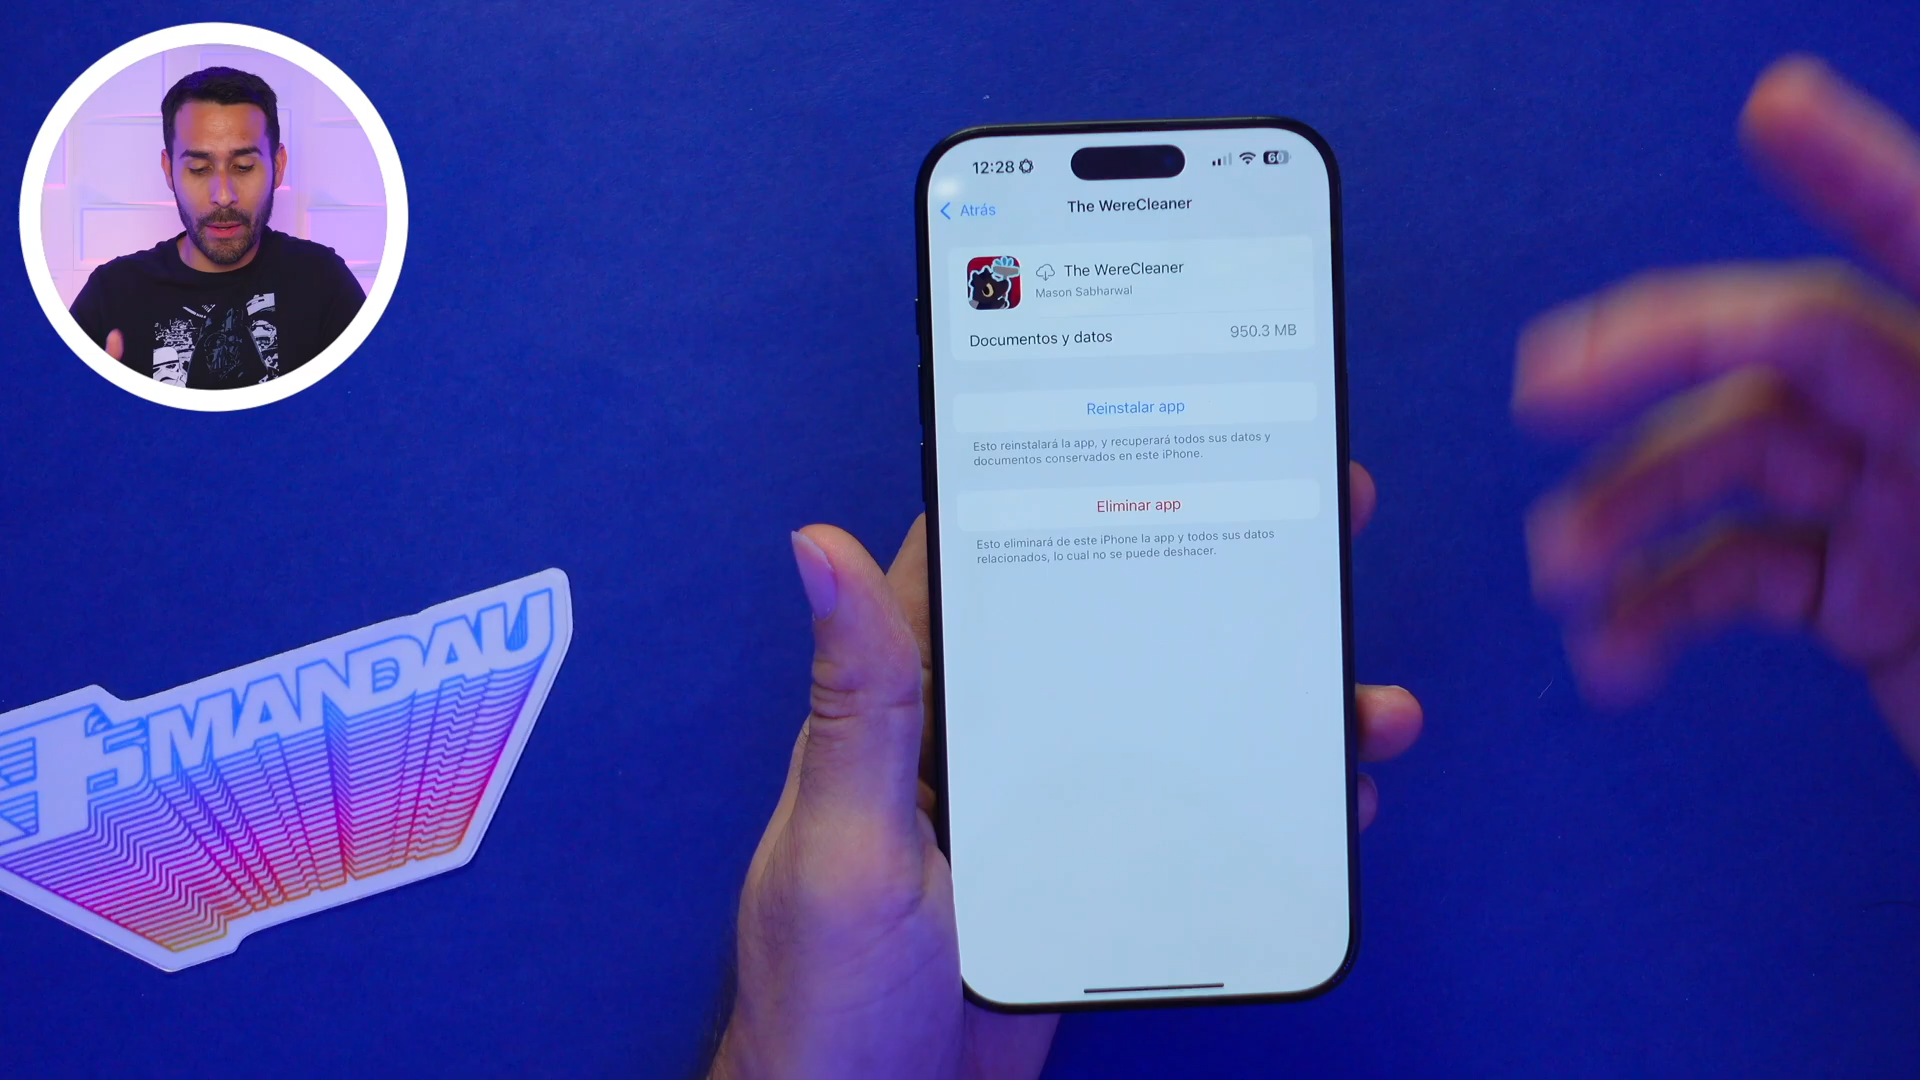 12:28
60
Atrás
The WereCleaner
The WereCleaner
Mason Sabharwal
Documentos y datos 950.3 MB
Reinstalar app
Esto reinstalará la app, y recuperará todos sus datos y
documentos conservados en este iPhone.
Eliminar app
Esto eliminará de este iPhone la app y todos sus datos
relacionados, lo cual no se puede deshacer.
SMANDAU